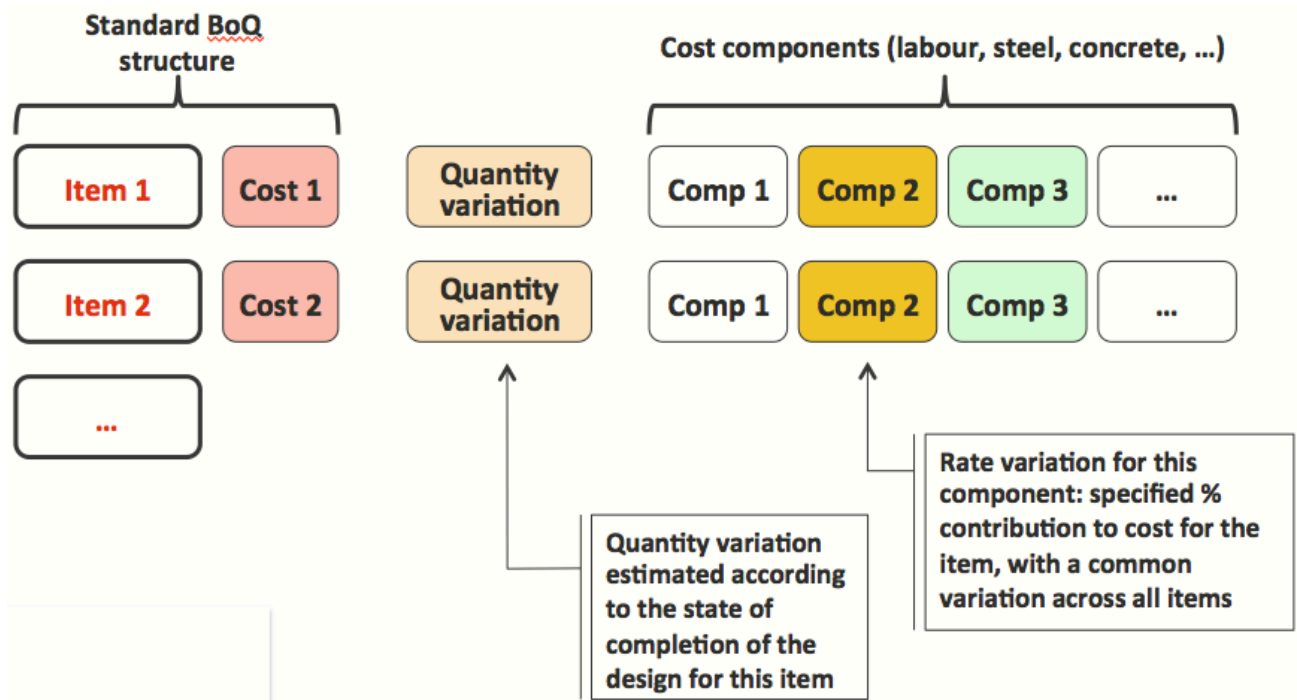 Standard BoQ
structure
Cost components (labour, steel, concrete, ...)
Item 1
Cost 1
Quantity
variation
Comp 1
Comp 2
Comp 3
...
Item 2
Cost 2
Quantity
variation
Comp 1
Comp 2
Comp 3
...
...
Rate variation for this
component: specified %
contribution to cost for the
item, with a common
variation across all items
Quantity variation
estimated according
to the state of
completion of the
design for this item